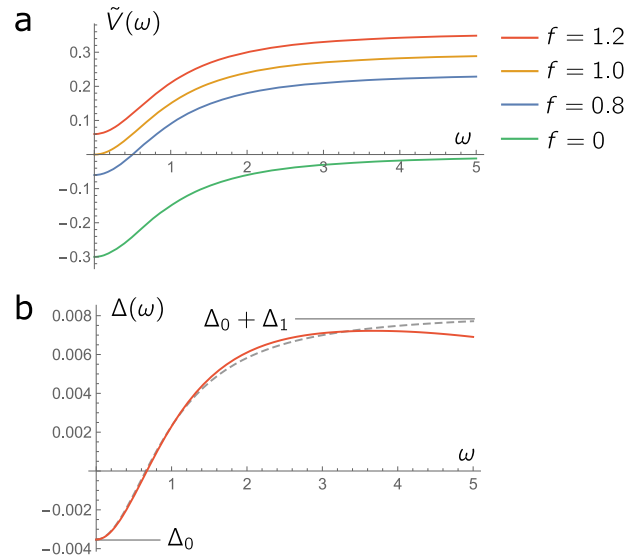 a
Ṽ(ω)
0.3
0.2
0.1
−0.1
−0.2
−0.3
1 2 3 4 5
ω
f = 1.2
f = 1.0
f = 0.8
f = 0
b
Δ(ω)
0.008
0.006
0.004
0.002
−0.002
−0.004
Δ₀ + Δ₁
ω
1 2 3 4 5
Δ₀